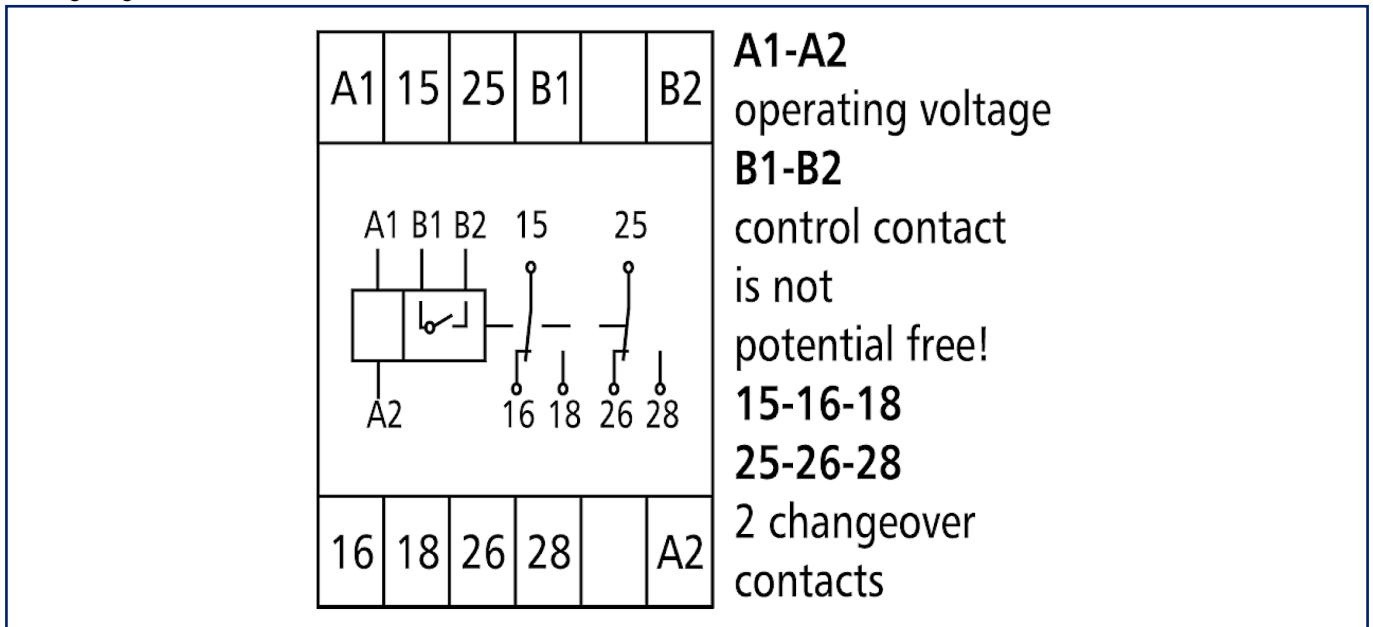 A1 15 25 B1 B2
A1 B1 B2 15 25
A2 16 18 26 28
16 18 26 28 A2
A1-A2
operating voltage
B1-B2
control contact
is not
potential free!
15-16-18
25-26-28
2 changeover
contacts